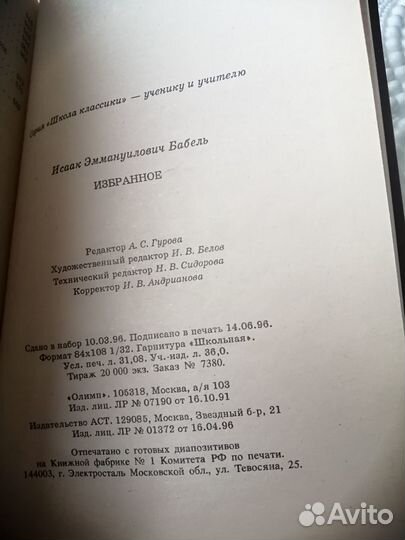 Серия «Школа классики» — ученику и учителю
Исаак Эммануилович Бабель
ИЗБРАННОЕ
Редактор А. С. Гурова
Художественный редактор И. В. Белов
Технический редактор Н. В. Сидорова
Корректор И. В. Андрианова
Сдано в набор 10.03.96. Подписано в печать 14.06.96.
Формат 84х108 1/32. Гарнитура «Школьная».
Усл. печ. л. 31,08. Уч.-изд. л. 36,0.
Тираж 20 000 экз. Заказ № 7380.
«Олимп». 105318, Москва, а/я 103
Изд. лиц. ЛР № 07190 от 16.10.91
Издательство АСТ. 129085, Москва, Звездный б-р, 21
Изд. лиц. ЛР № 01372 от 16.04.96
Отпечатано с готовых диапозитивов
на Книжной фабрике № 1 Комитета РФ по печати.
144003, г. Электросталь Московской обл., ул. Тевосяна, 25.
Avito